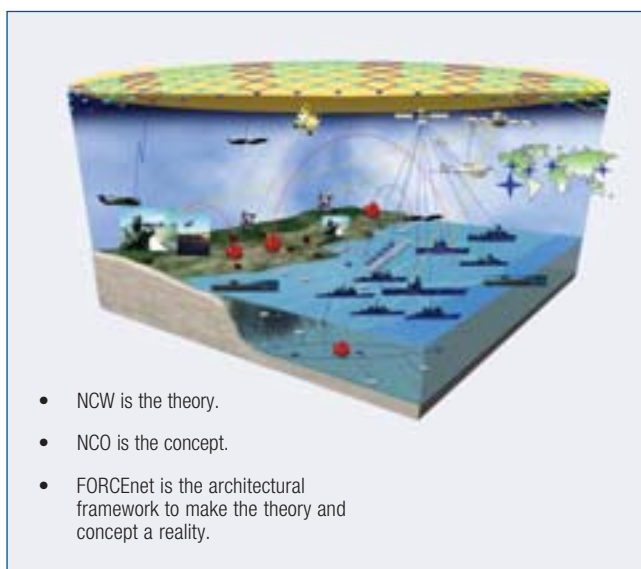 • NCW is the theory.
• NCO is the concept.
• FORCEnet is the architectural
framework to make the theory and
concept a reality.